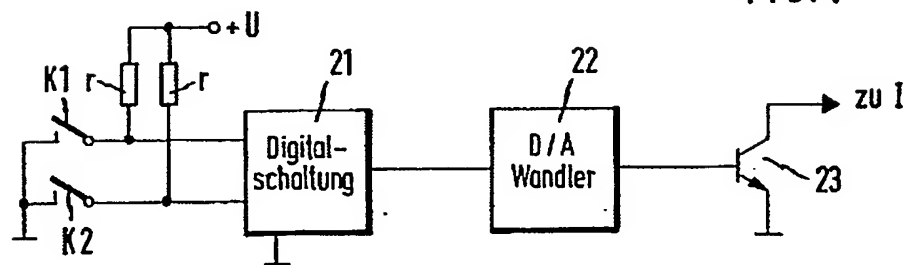 +U
21
22
K1
r
r
zu I
Digital-
schaltung
D/A
Wandler
23
K2